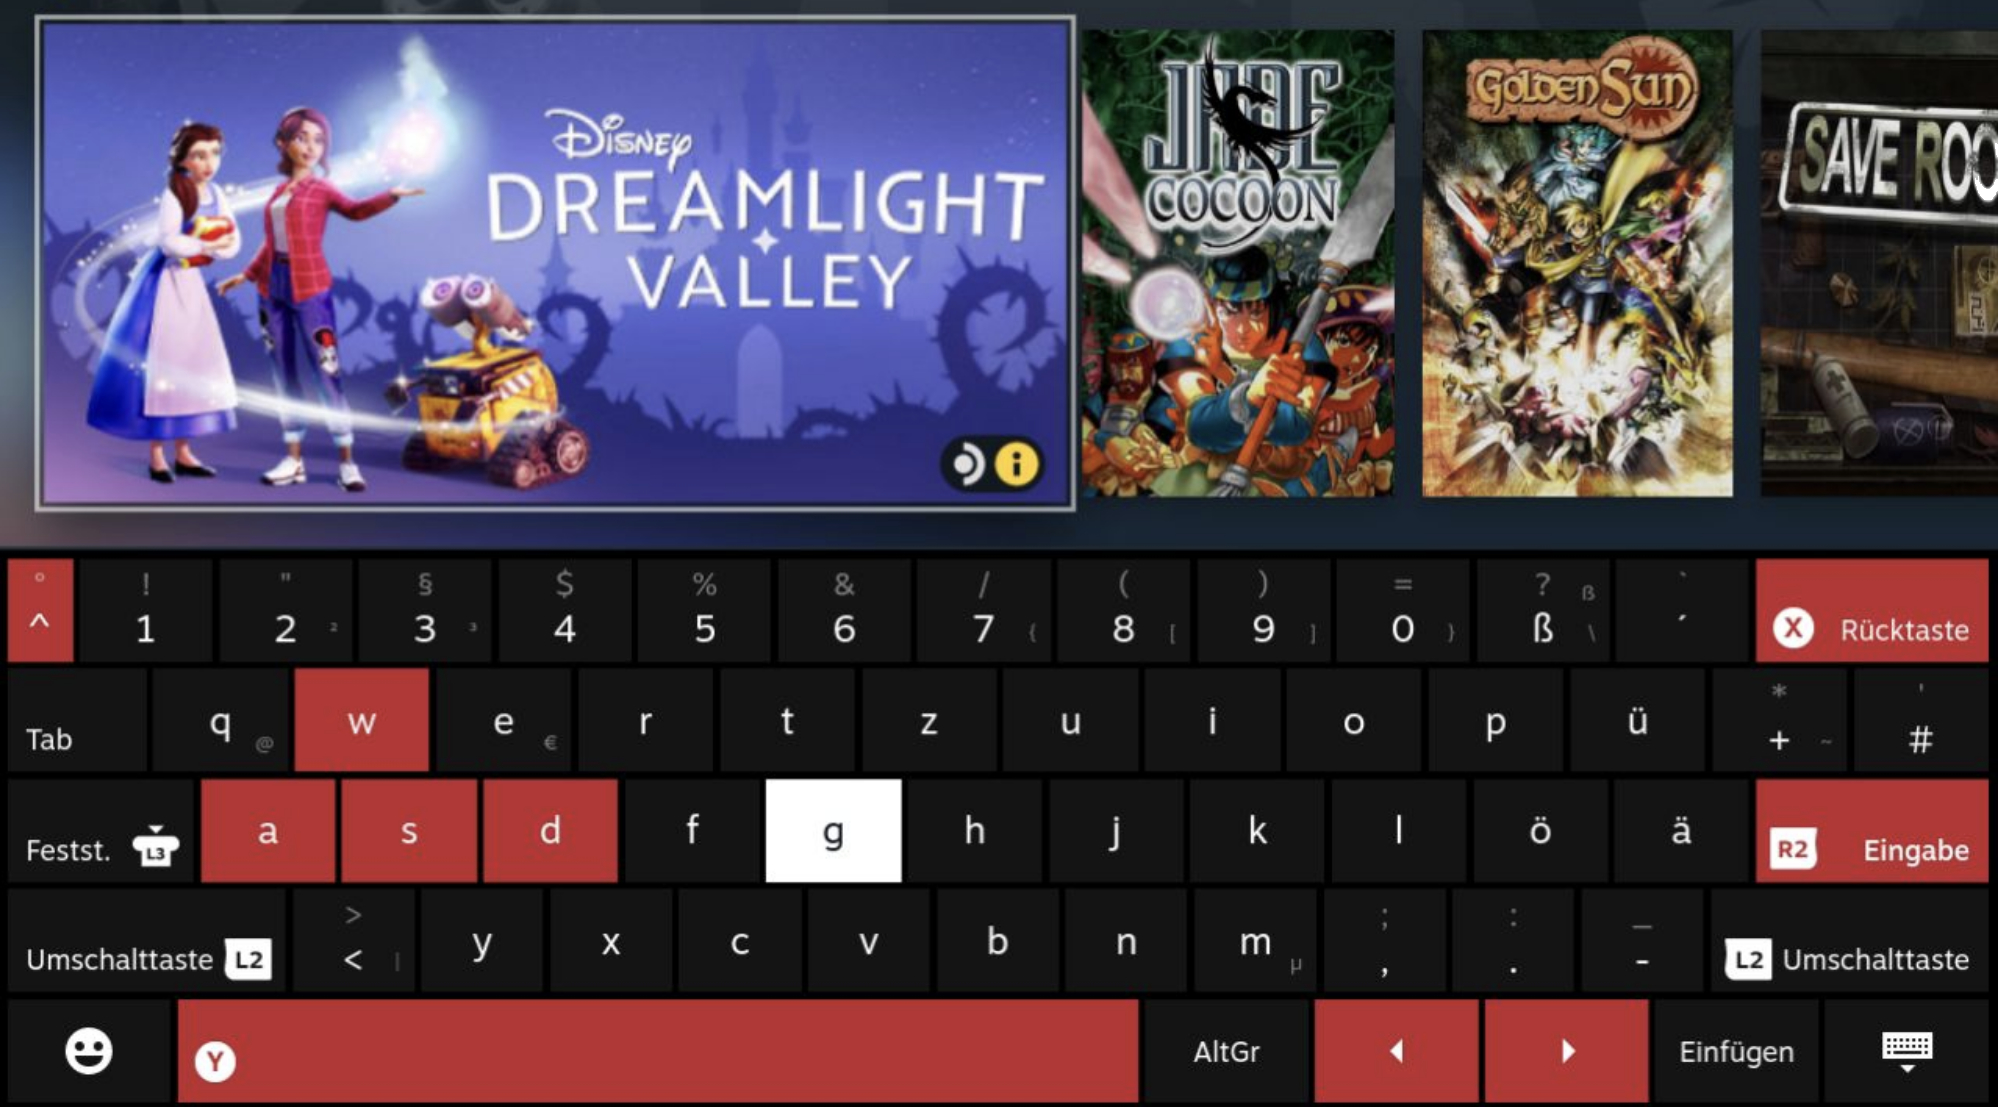 Disney
DREAMLIGHT
VALLEY
i
JADE
COCOON
Golden Sun
SAVE ROO
° ! " § $ % & / ( ) = ? ß `
^ 1 2 ² 3 ³ 4 5 6 7 { 8 [ 9 ] 0 } ß \ ´ X Rücktaste
* '
Tab q @ w e € r t z u i o p ü + ~ #
Festst. L3 a s d f g h j k l ö ä R2 Eingabe
> ; : _
Umschalttaste L2 < | y x c v b n m µ , . - L2 Umschalttaste
Y AltGr Einfügen